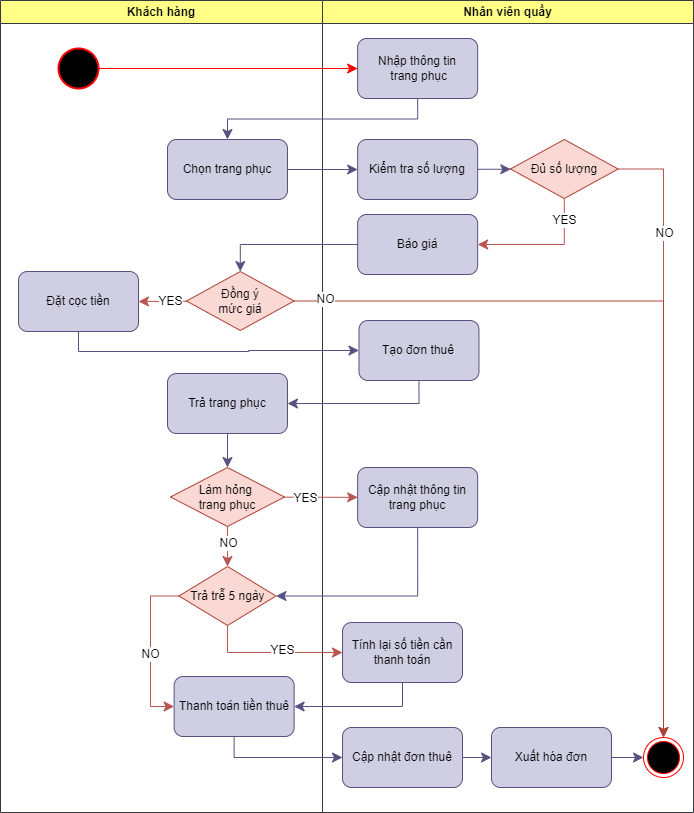 Khách hàng
Nhân viên quầy
Nhập thông tin
trang phục
Chọn trang phục
Kiểm tra số lượng
Đủ số lượng
YES
NO
Báo giá
Đồng ý
mức giá
YES
NO
Đặt cọc tiền
Tạo đơn thuê
Trả trang phục
Làm hỏng
trang phục
YES
Cập nhật thông tin
trang phục
NO
Trả trễ 5 ngày
NO
YES
Tính lại số tiền cần
thanh toán
Thanh toán tiền thuê
Cập nhật đơn thuê
Xuất hóa đơn